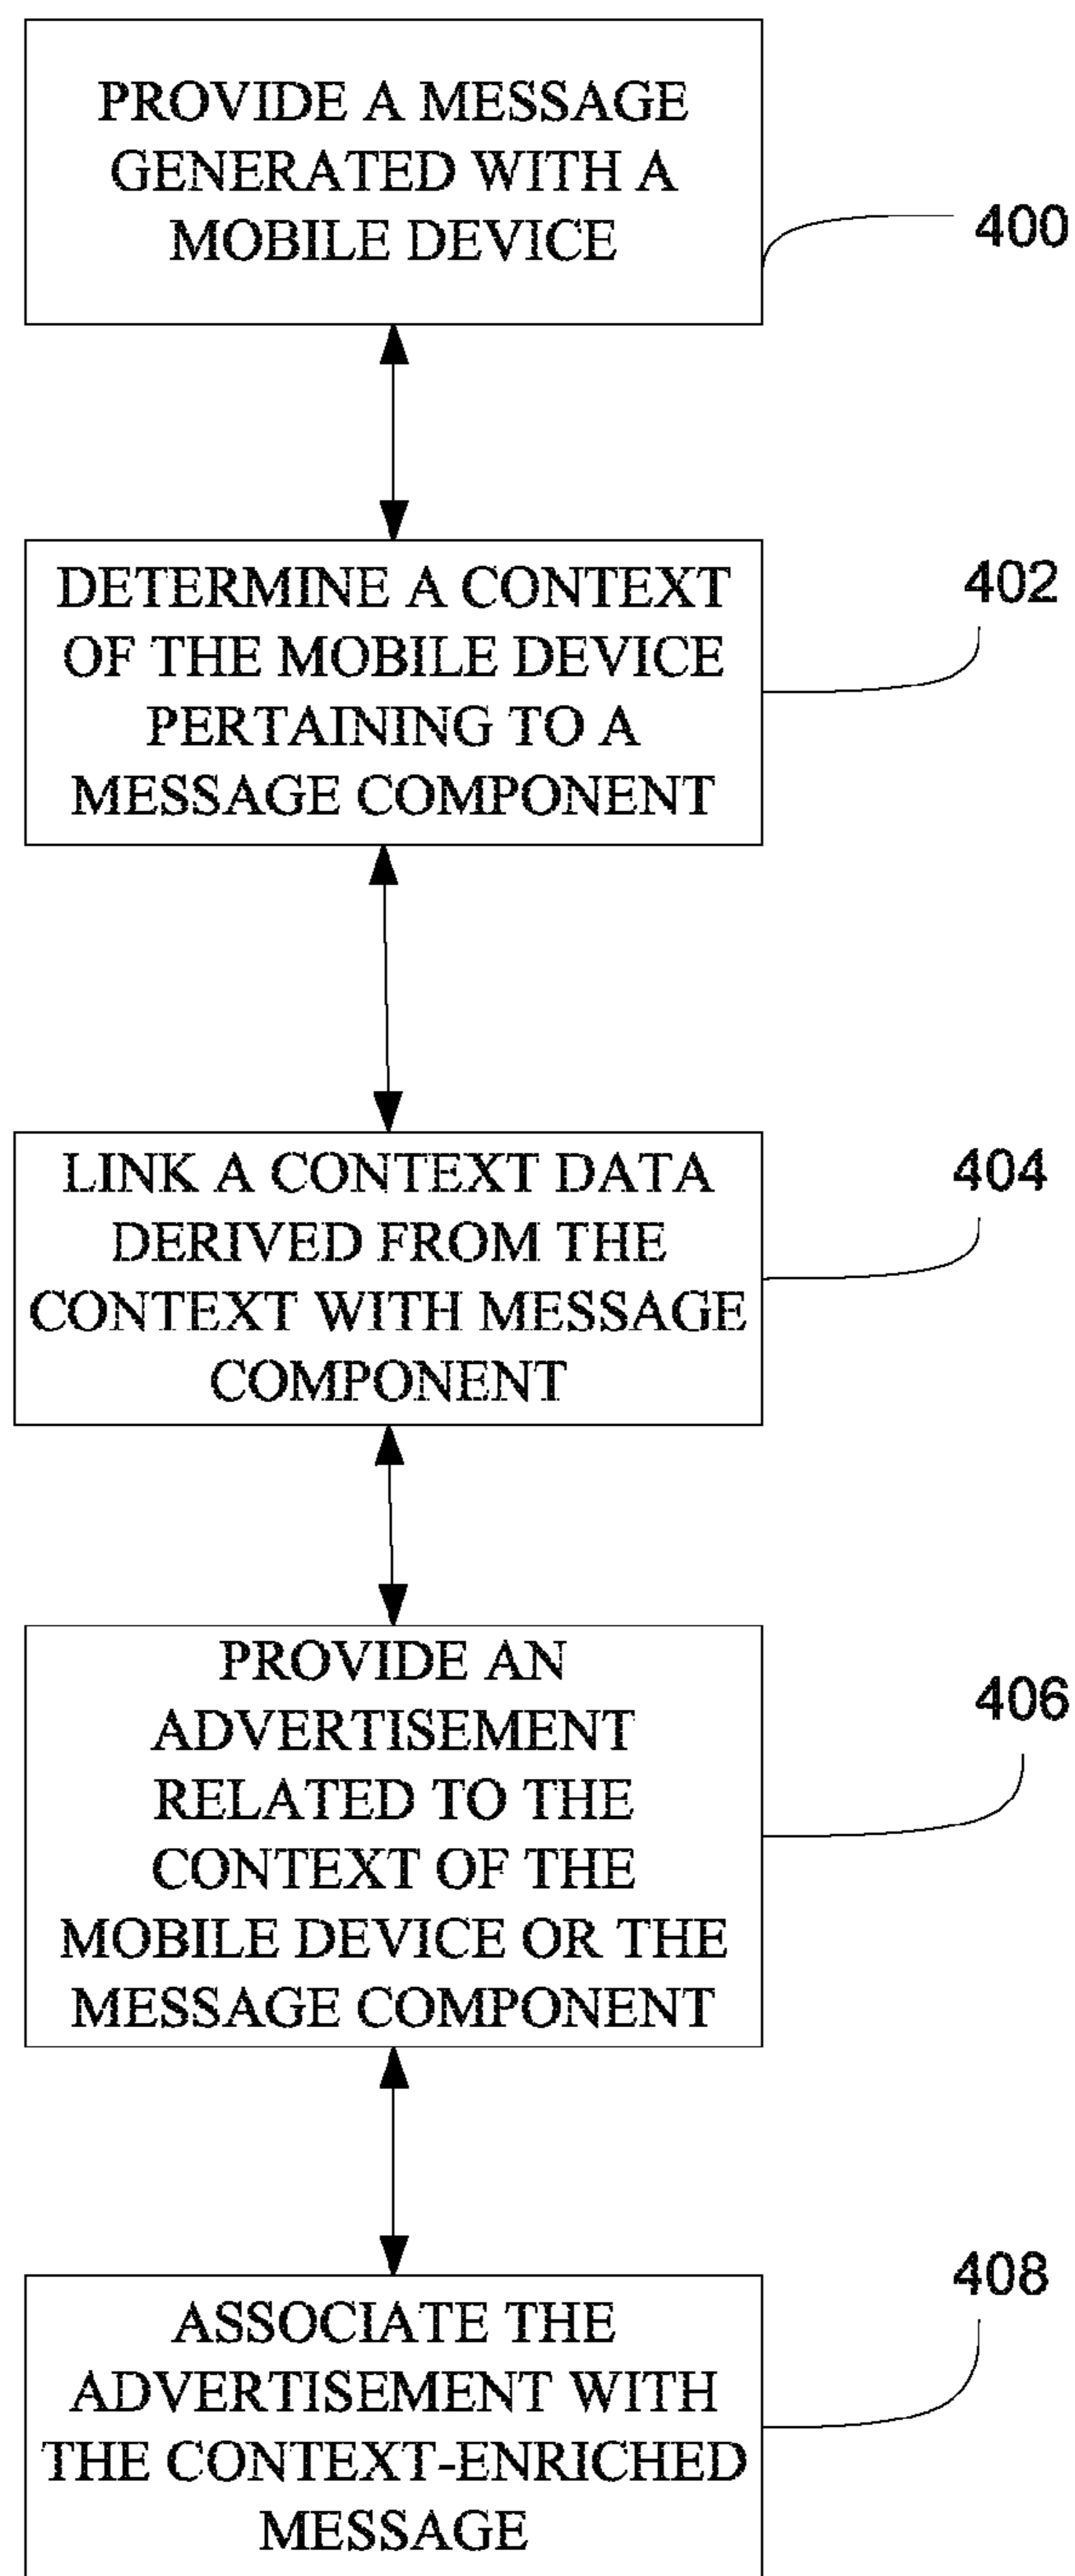 PROVIDE A MESSAGE
GENERATED WITH A
MOBILE DEVICE
400
DETERMINE A CONTEXT
OF THE MOBILE DEVICE
PERTAINING TO A
MESSAGE COMPONENT
402
LINK A CONTEXT DATA
DERIVED FROM THE
CONTEXT WITH MESSAGE
COMPONENT
404
PROVIDE AN
ADVERTISEMENT
RELATED TO THE
CONTEXT OF THE
MOBILE DEVICE OR THE
MESSAGE COMPONENT
406
ASSOCIATE THE
ADVERTISEMENT WITH
THE CONTEXT-ENRICHED
MESSAGE
408